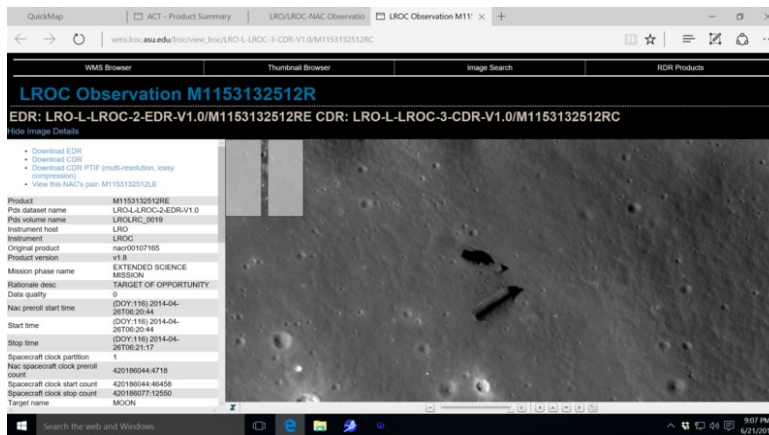 QuickMap
ACT - Product Summary
LRO/LROC-NAC Observatio
LROC Observation M11
wms.lroc.asu.edu/lroc/view_lroc/LRO-L-LROC-3-CDR-V1.0/M1153132512RC
WMS Browser
Thumbnail Browser
Image Search
RDR Products
LROC Observation M1153132512R
EDR: LRO-L-LROC-2-EDR-V1.0/M1153132512RE CDR: LRO-L-LROC-3-CDR-V1.0/M1153132512RC
Hide Image Details
Download EDR
Download CDR
Download CDR PTIF (multi-resolution, lossy
compression)
View this NAC's pair: M1153132512LE
Product M1153132512RE
Pds dataset name LRO-L-LROC-2-EDR-V1.0
Pds volume name LROLRC_0019
Instrument host LRO
Instrument LROC
Original product nacr00107165
Product version v1.8
Mission phase name EXTENDED SCIENCE
MISSION
Rationale desc TARGET OF OPPORTUNITY
Data quality 0
Nac preroll start time (DOY:116) 2014-04-
26T06:20:44
Start time (DOY:116) 2014-04-
26T06:20:44
Stop time (DOY:116) 2014-04-
26T06:21:17
Spacecraft clock partition 1
Nac spacecraft clock preroll
count 420186044:4718
Spacecraft clock start count 420186044:46458
Spacecraft clock stop count 420186077:12550
Target name MOON
Search the web and Windows
9:07 PM
6/21/201